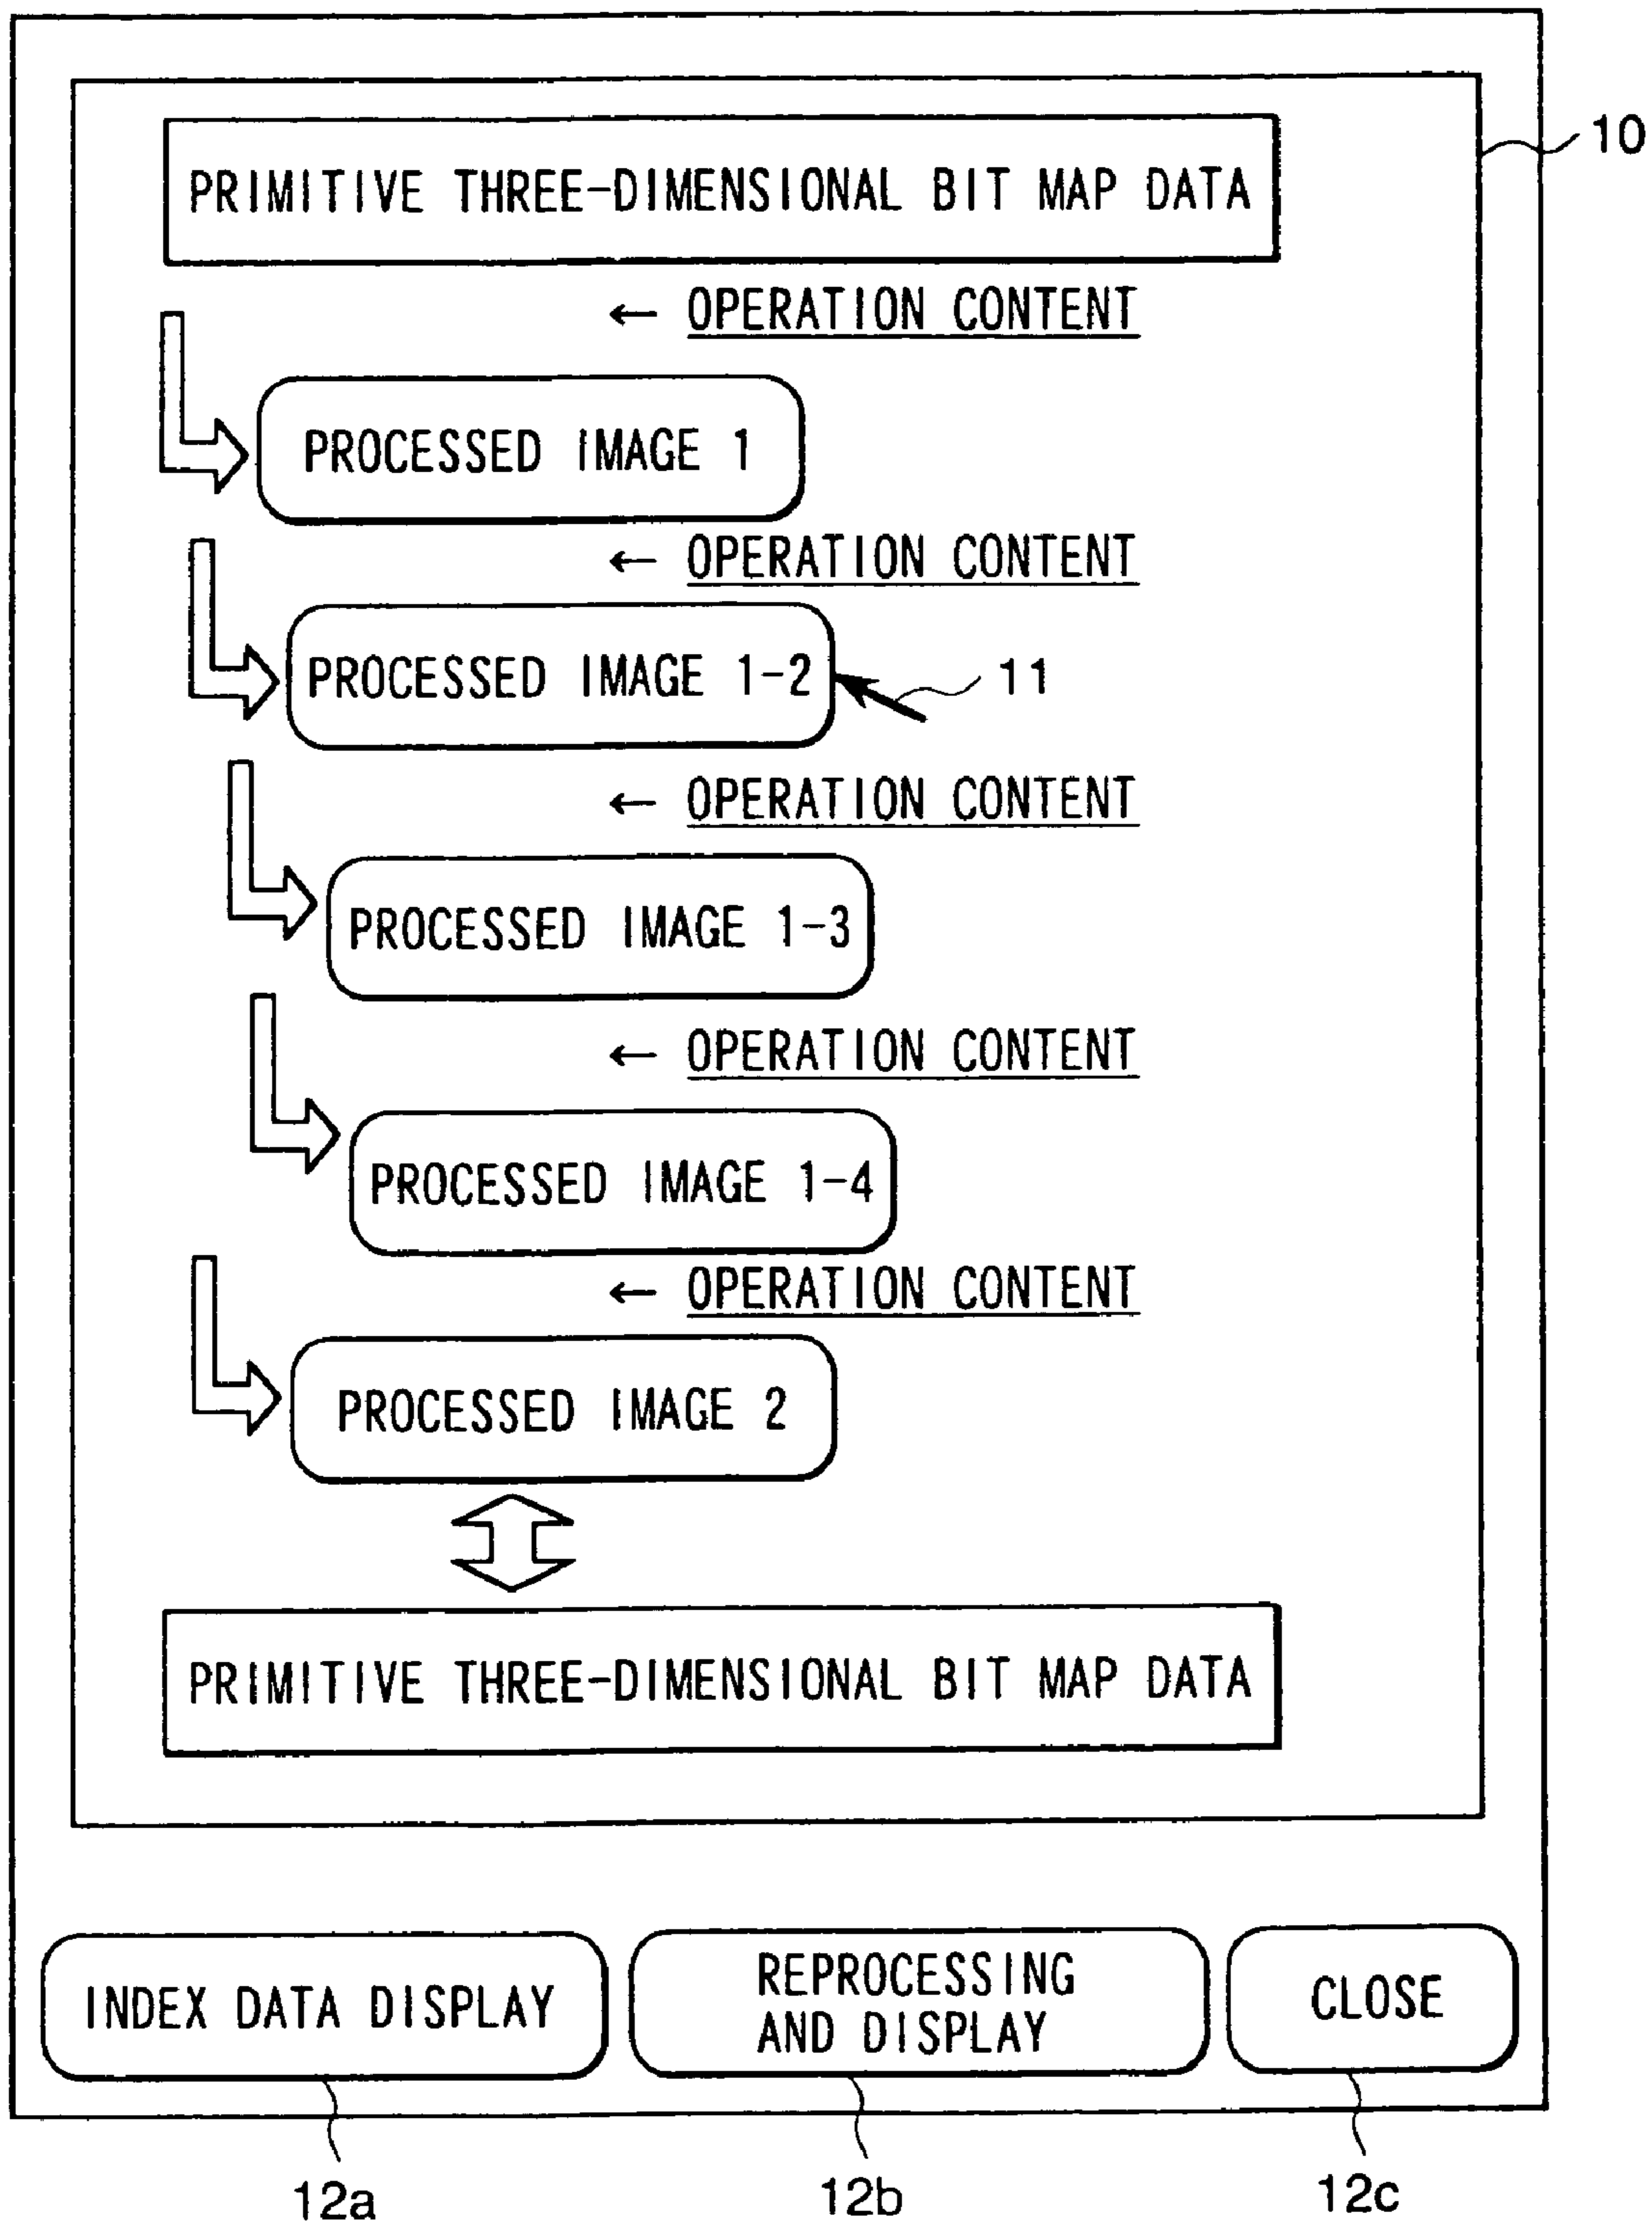 PRIMITIVE THREE-DIMENSIONAL BIT MAP DATA
10
← OPERATION CONTENT
PROCESSED IMAGE 1
← OPERATION CONTENT
PROCESSED IMAGE 1-2
11
← OPERATION CONTENT
PROCESSED IMAGE 1-3
← OPERATION CONTENT
PROCESSED IMAGE 1-4
← OPERATION CONTENT
PROCESSED IMAGE 2
PRIMITIVE THREE-DIMENSIONAL BIT MAP DATA
INDEX DATA DISPLAY
REPROCESSING
AND DISPLAY
CLOSE
12a
12b
12c